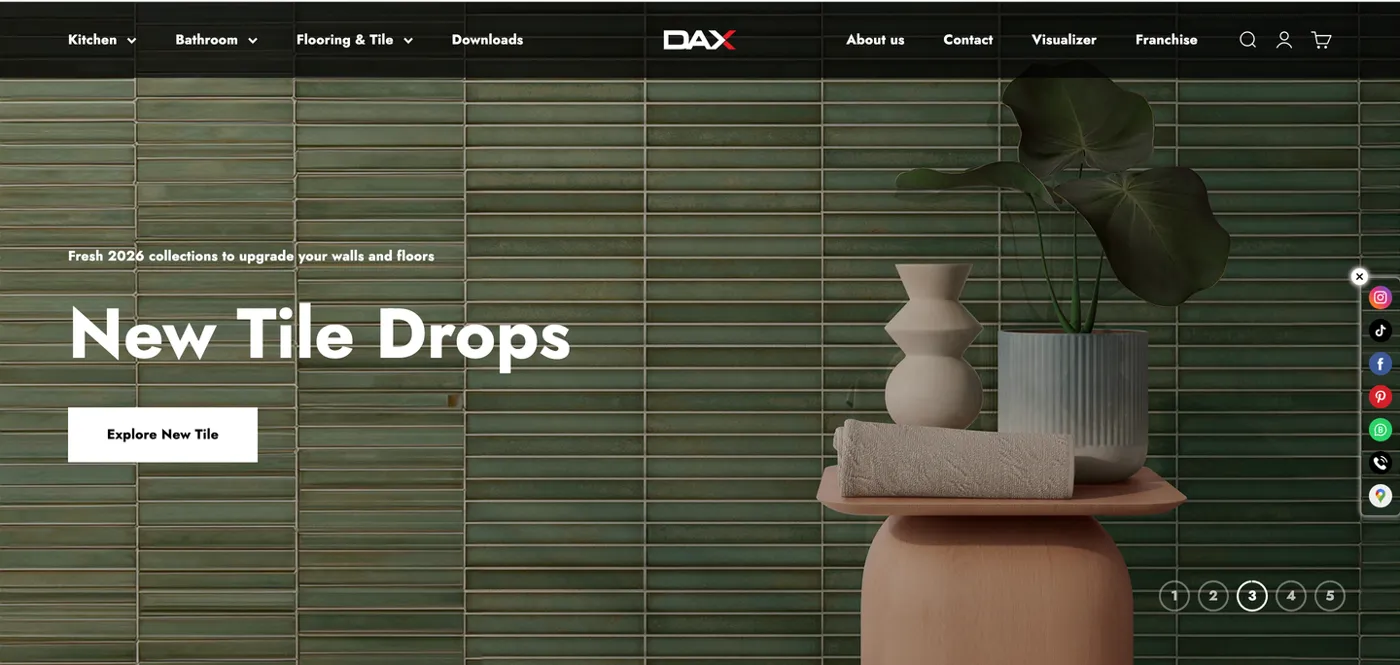 Kitchen Bathroom Flooring & Tile Downloads DAX About us Contact Visualizer Franchise
Fresh 2026 collections to upgrade your walls and floors
New Tile Drops
Explore New Tile
1 2 3 4 5